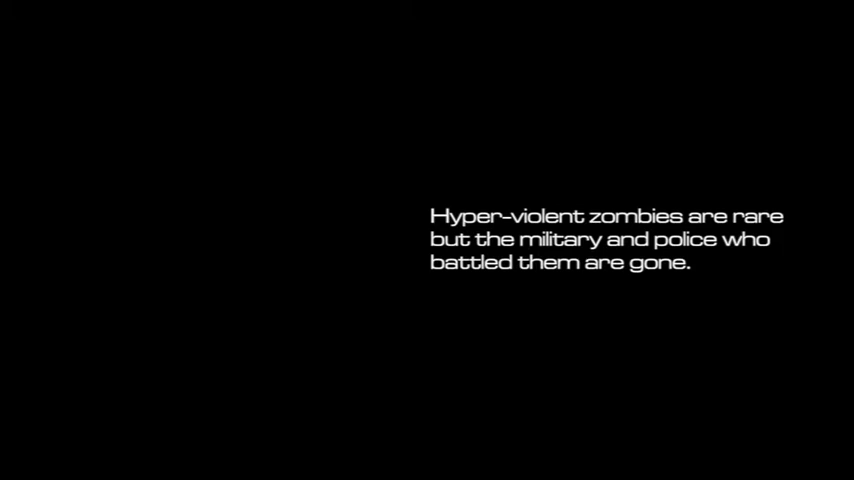 Hyper-violent zombies are rare
but the military and police who
battled them are gone.